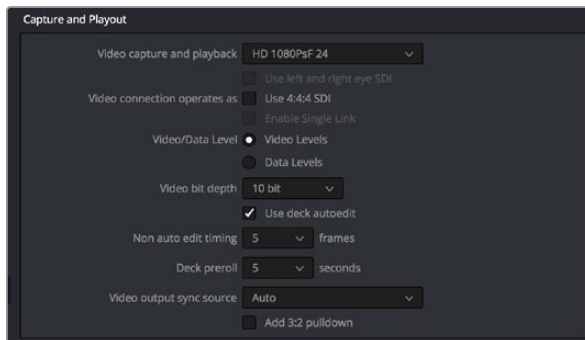 Capture and Playout
Video capture and playback HD 1080PsF 24
Use left and right eye SDI
Video connection operates as Use 4:4:4 SDI
Enable Single Link
Video/Data Level Video Levels
Data Levels
Video bit depth 10 bit
Use deck autoedit
Non auto edit timing 5 frames
Deck preroll 5 seconds
Video output sync source Auto
Add 3:2 pulldown